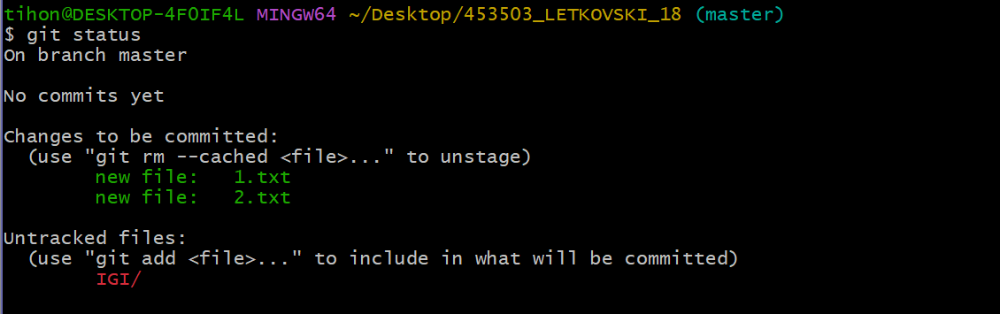 tihon@DESKTOP-4F0IF4L MINGW64 ~/Desktop/453503_LETKOVSKI_18 (master)
$ git status
On branch master
No commits yet
Changes to be committed:
  (use "git rm --cached <file>..." to unstage)
        new file:   1.txt
        new file:   2.txt
Untracked files:
  (use "git add <file>..." to include in what will be committed)
        IGI/